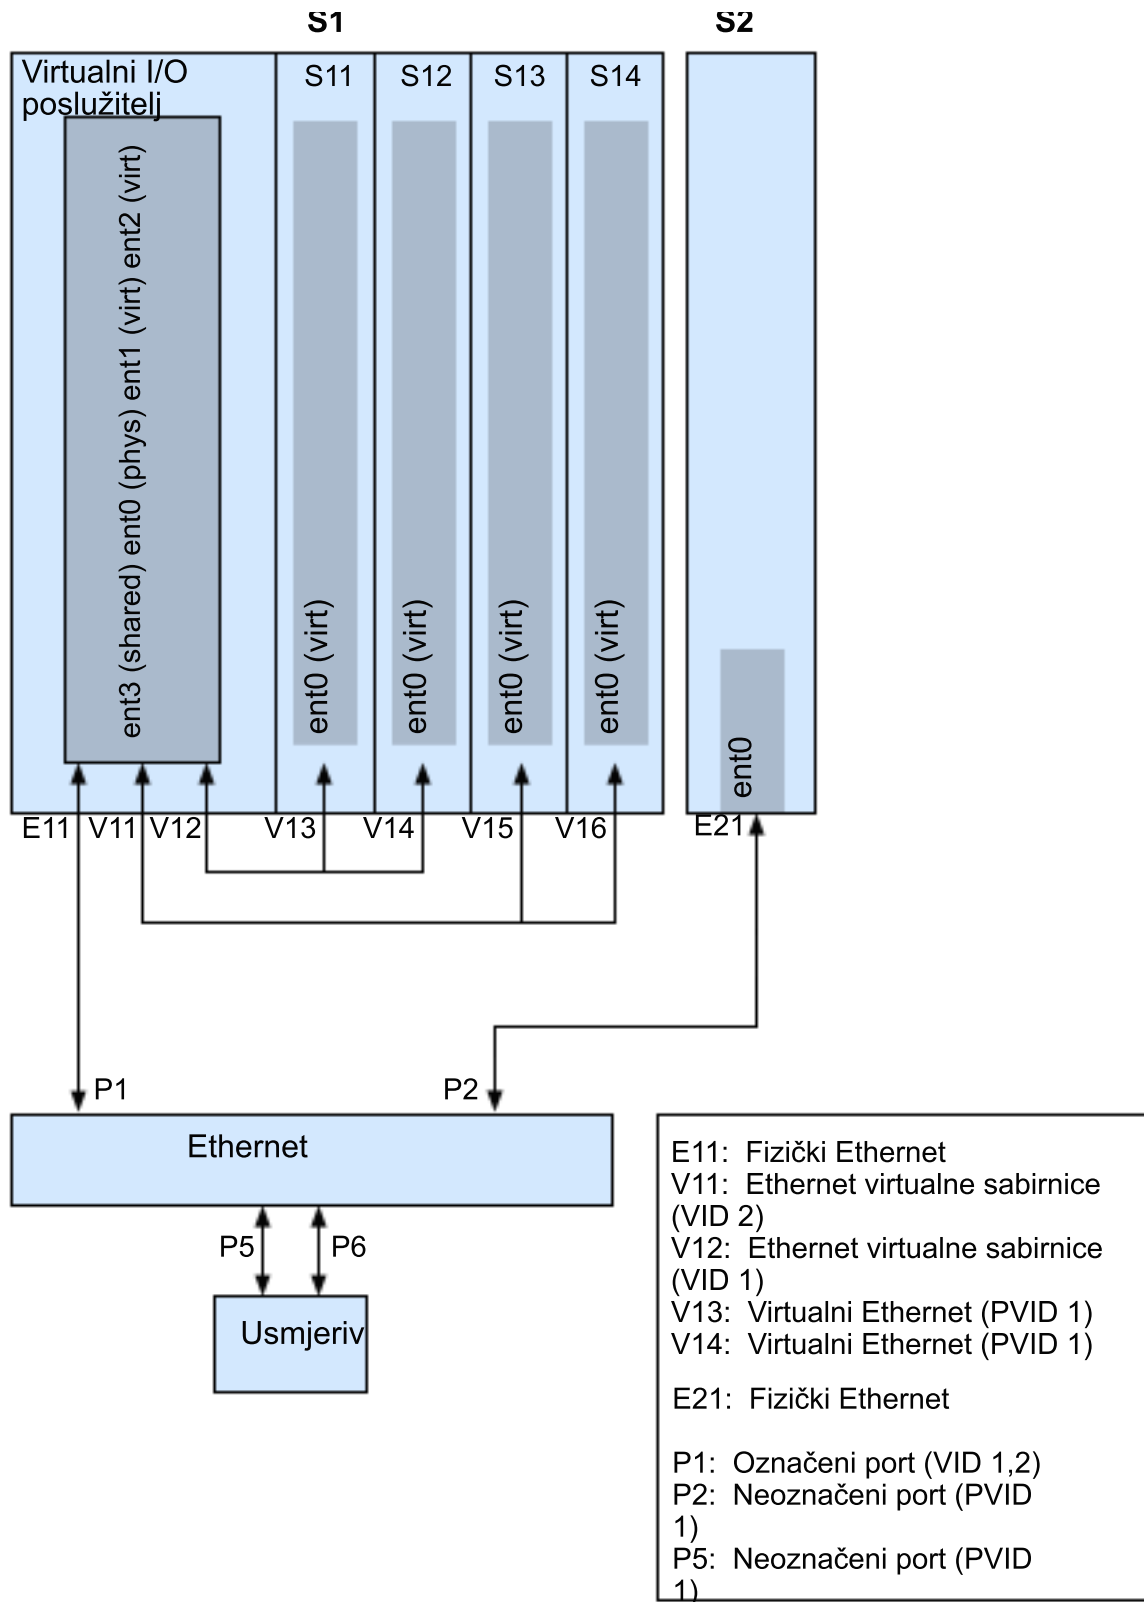 S1
S2
Virtualni I/O
poslužitelj
S11
S12
S13
S14
ent3 (shared) ent0 (phys) ent1 (virt) ent2 (virt)
ent0 (virt)
ent0 (virt)
ent0 (virt)
ent0 (virt)
ent0
E11
V11
V12
V13
V14
V15
V16
E21
P1
P2
Ethernet
P5
P6
Usmjeriv
E11: Fizički Ethernet
V11: Ethernet virtualne sabirnice
(VID 2)
V12: Ethernet virtualne sabirnice
(VID 1)
V13: Virtualni Ethernet (PVID 1)
V14: Virtualni Ethernet (PVID 1)
E21: Fizički Ethernet
P1: Označeni port (VID 1,2)
P2: Neoznačeni port (PVID
1)
P5: Neoznačeni port (PVID
1)